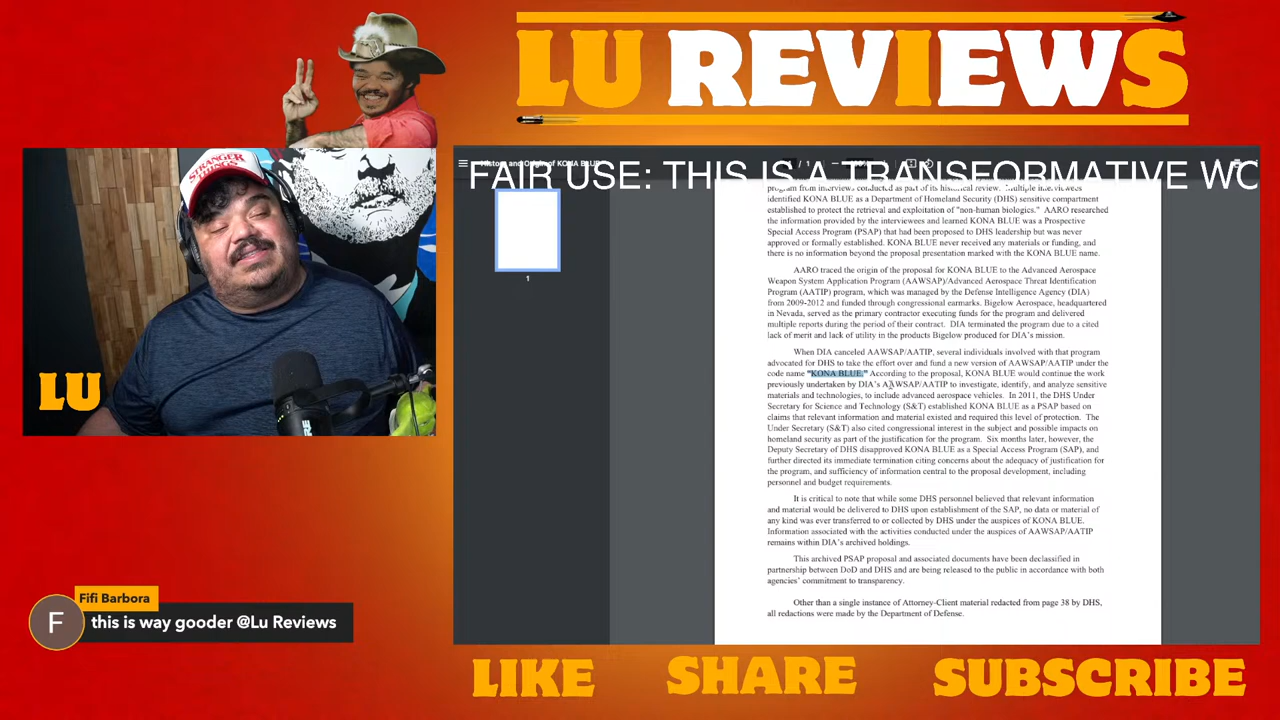 LU REVIEWS
STRANGER
THINGS
LU
History and Origin of KONA BLUE
/ 1
FAIR USE: THIS IS A TRANSFORMATIVE WO
1
program from interviews conducted as part of its historical review. Multiple interviewees
identified KONA BLUE as a Department of Homeland Security (DHS) sensitive compartment
established to protect the retrieval and exploitation of "non-human biologics." AARO researched
the information provided by the interviewees and learned KONA BLUE was a Prospective
Special Access Program (PSAP) that had been proposed to DHS leadership but was never
approved or formally established. KONA BLUE never received any materials or funding, and
there is no information beyond the proposal presentation marked with the KONA BLUE name.
AARO traced the origin of the proposal for KONA BLUE to the Advanced Aerospace
Weapon System Application Program (AAWSAP)/Advanced Aerospace Threat Identification
Program (AATIP) program, which was managed by the Defense Intelligence Agency (DIA)
from 2009-2012 and funded through congressional earmarks. Bigelow Aerospace, headquartered
in Nevada, served as the primary contractor executing funds for the program and delivered
multiple reports during the period of their contract. DIA terminated the program due to a cited
lack of merit and lack of utility in the products Bigelow produced for DIA's mission.
When DIA canceled AAWSAP/AATIP, several individuals involved with that program
advocated for DHS to take the effort over and fund a new version of AAWSAP/AATIP under the
code name "KONA BLUE." According to the proposal, KONA BLUE would continue the work
previously undertaken by DIA's AAWSAP/AATIP to investigate, identify, and analyze sensitive
materials and technologies, to include advanced aerospace vehicles. In 2011, the DHS Under
Secretary for Science and Technology (S&T) established KONA BLUE as a PSAP based on
claims that relevant information and material existed and required this level of protection. The
Under Secretary (S&T) also cited congressional interest in the subject and possible impacts on
homeland security as part of the justification for the program. Six months later, however, the
Deputy Secretary of DHS disapproved KONA BLUE as a Special Access Program (SAP), and
further directed its immediate termination citing concerns about the adequacy of justification for
the program, and sufficiency of information central to the proposal development, including
personnel and budget requirements.
It is critical to note that while some DHS personnel believed that relevant information
and material would be delivered to DHS upon establishment of the SAP, no data or material of
any kind was ever transferred to or collected by DHS under the auspices of KONA BLUE.
Information associated with the activities conducted under the auspices of AAWSAP/AATIP
remains within DIA's archived holdings.
This archived PSAP proposal and associated documents have been declassified in
partnership between DoD and DHS and are being released to the public in accordance with both
agencies' commitment to transparency.
Other than a single instance of Attorney-Client material redacted from page 38 by DHS,
all redactions were made by the Department of Defense.
Fifi Barbora
F
this is way gooder @Lu Reviews
LIKE SHARE SUBSCRIBE